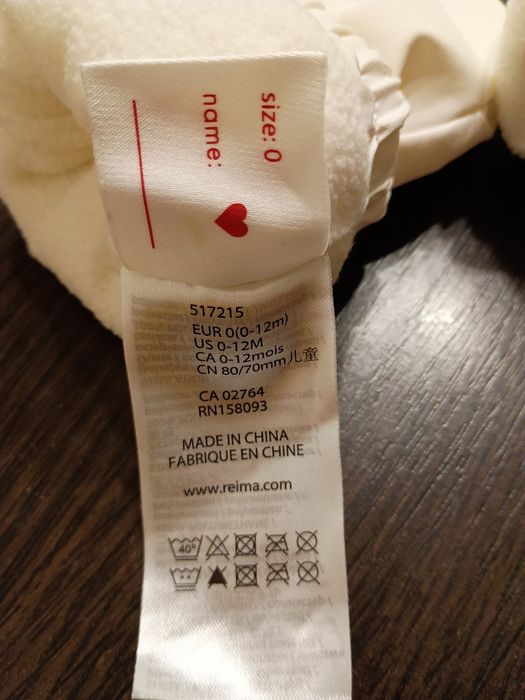 size: 0
name:
517215
EUR 0(0-12m)
US 0-12M
CA 0-12mois
CN 80/70mm儿童
CA 02764
RN158093
MADE IN CHINA
FABRIQUE EN CHINE
www.reima.com
40°